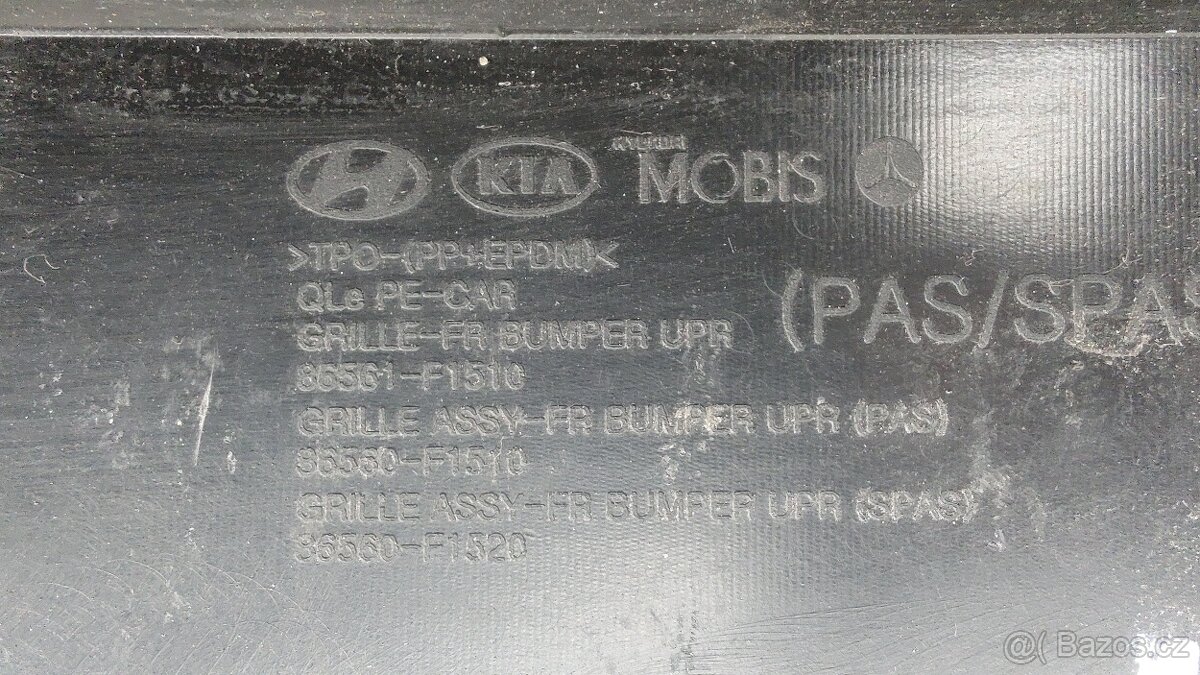 KIA HYUNDAI MOBIS
>TPO-(PP+EPDM)<
QLe PE-CAR
GRILLE-FR BUMPER UPR
86561-F1510
GRILLE ASSY-FR BUMPER UPR (PAS)
86560-F1510
GRILLE ASSY-FR BUMPER UPR (SPAS)
86560-F1520
(PAS/SPAS
@( Bazos.cz